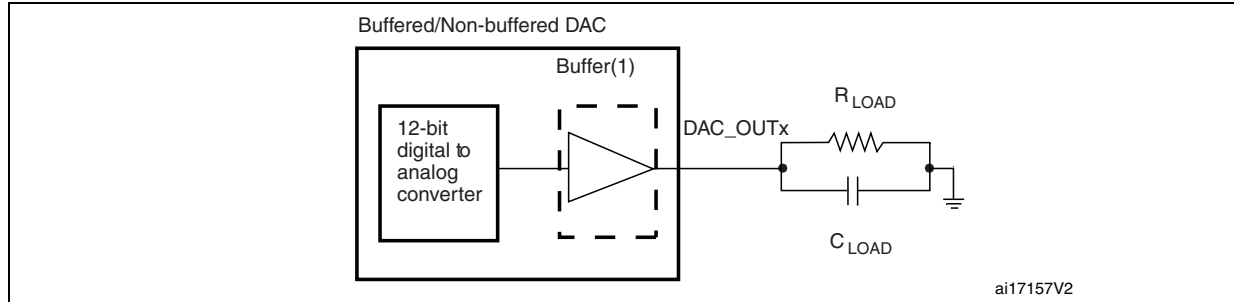 Buffered/Non-buffered DAC
Buffer(1)
12-bit
digital to
analog
converter
DAC_OUTx
R LOAD
C LOAD
ai17157V2